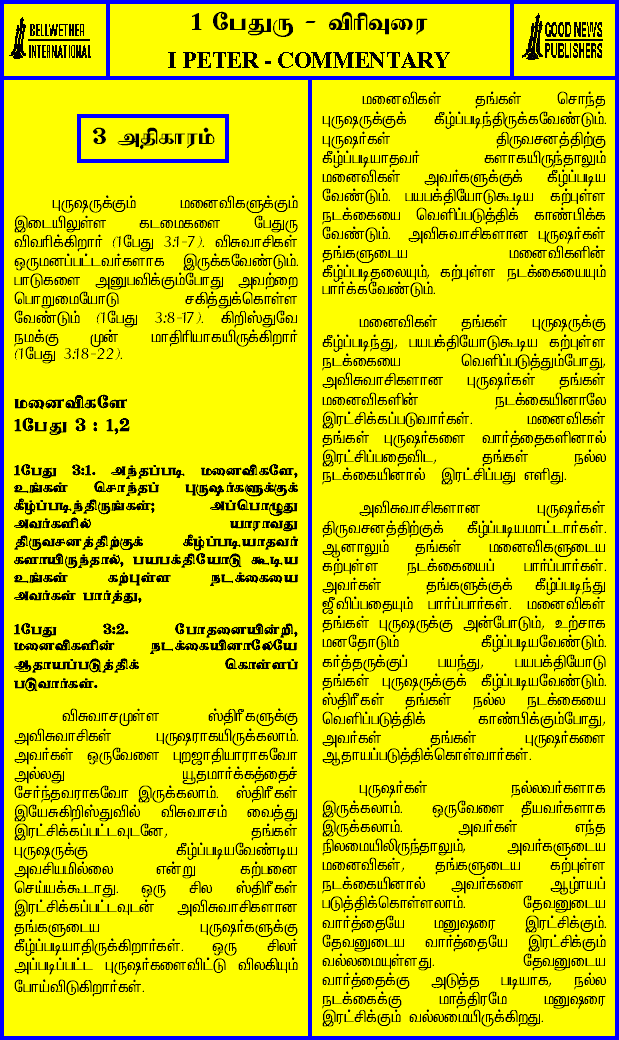 BELLWETHER
INTERNATIONAL
1 பேதுரு - விரிவுரை
I PETER - COMMENTARY
GOOD NEWS
PUBLISHERS
3 அதிகாரம்
புருஷருக்கும் மனைவிகளுக்கும்
இடையிலுள்ள கடமைகளை பேதுரு
விவரிக்கிறார் (1பேது 3:1-7). விசுவாசிகள்
ஒருமனப்பட்டவர்களாக இருக்கவேண்டும்.
பாடுகளை அனுபவிக்கும்போது அவற்றை
பொறுமையோடு சகித்துக்கொள்ள
வேண்டும் (1பேது 3:8-17). கிறிஸ்துவே
நமக்கு முன் மாதிரியாகயிருக்கிறார்
(1பேது 3:18-22).
மனைவிகளே
1பேது 3 : 1,2
1பேது 3:1. அந்தப்படி மனைவிகளே,
உங்கள் சொந்தப் புருஷர்களுக்குக்
கீழ்ப்படிந்திருங்கள்; அப்பொழுது
அவர்களில் யாராவது
திருவசனத்திற்குக் கீழ்ப்படியாதவர்
களாயிருந்தால், பயபக்தியோடு கூடிய
உங்கள் கற்புள்ள நடக்கையை
அவர்கள் பார்த்து,
1பேது 3:2. போதனையின்றி,
மனைவிகளின் நடக்கையினாலேயே
ஆதாயப்படுத்திக் கொள்ளப்
படுவார்கள்.
விசுவாசமுள்ள ஸ்திரீகளுக்கு
அவிசுவாசிகள் புருஷராகயிருக்கலாம்.
அவர்கள் ஒருவேளை புறஜாதியாராகவோ
அல்லது யூதமார்க்கத்தைச்
சேர்ந்தவராகவோ இருக்கலாம். ஸ்திரீகள்
இயேசுகிறிஸ்துவில் விசுவாசம் வைத்து
இரட்சிக்கப்பட்டவுடனே, தங்கள்
புருஷருக்கு கீழ்ப்படியவேண்டிய
அவசியமில்லை என்று கற்பனை
செய்யக்கூடாது. ஒரு சில ஸ்திரீகள்
இரட்சிக்கப்பட்டவுடன் அவிசுவாசிகளான
தங்களுடைய புருஷர்களுக்கு
கீழ்ப்படியாதிருக்கிறார்கள். ஒரு சிலர்
அப்படிப்பட்ட புருஷர்களைவிட்டு விலகியும்
போய்விடுகிறார்கள்.
மனைவிகள் தங்கள் சொந்த
புருஷருக்குக் கீழ்ப்படிந்திருக்கவேண்டும்.
புருஷர்கள் திருவசனத்திற்கு
கீழ்ப்படியாதவர் களாகயிருந்தாலும்
மனைவிகள் அவர்களுக்குக் கீழ்ப்படிய
வேண்டும். பயபக்தியோடுகூடிய கற்புள்ள
நடக்கையை வெளிப்படுத்திக் காண்பிக்க
வேண்டும். அவிசுவாசிகளான புருஷர்கள்
தங்களுடைய மனைவிகளின்
கீழ்ப்படிதலையும், கற்புள்ள நடக்கையையும்
பார்க்கவேண்டும்.
மனைவிகள் தங்கள் புருஷருக்கு
கீழ்ப்படிந்து, பயபக்தியோடுகூடிய கற்புள்ள
நடக்கையை வெளிப்படுத்தும்போது,
அவிசுவாசிகளான புருஷர்கள் தங்கள்
மனைவிகளின் நடக்கையினாலே
இரட்சிக்கப்படுவார்கள். மனைவிகள்
தங்கள் புருஷர்களை வார்த்தைகளினால்
இரட்சிப்பதைவிட, தங்கள் நல்ல
நடக்கையினால் இரட்சிப்பது எளிது.
அவிசுவாசிகளான புருஷர்கள்
திருவசனத்திற்குக் கீழ்ப்படியமாட்டார்கள்.
ஆனாலும் தங்கள் மனைவிகளுடைய
கற்புள்ள நடக்கையைப் பார்ப்பார்கள்.
அவர்கள் தங்களுக்குக் கீழ்ப்படிந்து
ஜீவிப்பதையும் பார்ப்பார்கள். மனைவிகள்
தங்கள் புருஷருக்கு அன்போடும், உற்சாக
மனதோடும் கீழ்ப்படியவேண்டும்.
கர்த்தருக்குப் பயந்து, பயபக்தியோடு
தங்கள் புருஷருக்குக் கீழ்ப்படியவேண்டும்.
ஸ்திரீகள் தங்கள் நல்ல நடக்கையை
வெளிப்படுத்திக் காண்பிக்கும்போது,
அவர்கள் தங்கள் புருஷர்களை
ஆதாயப்படுத்திக்கொள்வார்கள்.
புருஷர்கள் நல்லவர்களாக
இருக்கலாம். ஒருவேளை தீயவர்களாக
இருக்கலாம். அவர்கள் எந்த
நிலமையிலிருந்தாலும், அவர்களுடைய
மனைவிகள், தங்களுடைய கற்புள்ள
நடக்கையினால் அவர்களை ஆழாயப்
படுத்திக்கொள்ளலாம். தேவனுடைய
வார்த்தையே மனுஷரை இரட்சிக்கும்.
தேவனுடைய வார்த்தையே இரட்சிக்கும்
வல்லமையுள்ளது. தேவனுடைய
வார்த்தைக்கு அடுத்த படியாக, நல்ல
நடக்கைக்கு மாத்திரமே மனுஷரை
இரட்சிக்கும் வல்லமையிருக்கிறது.